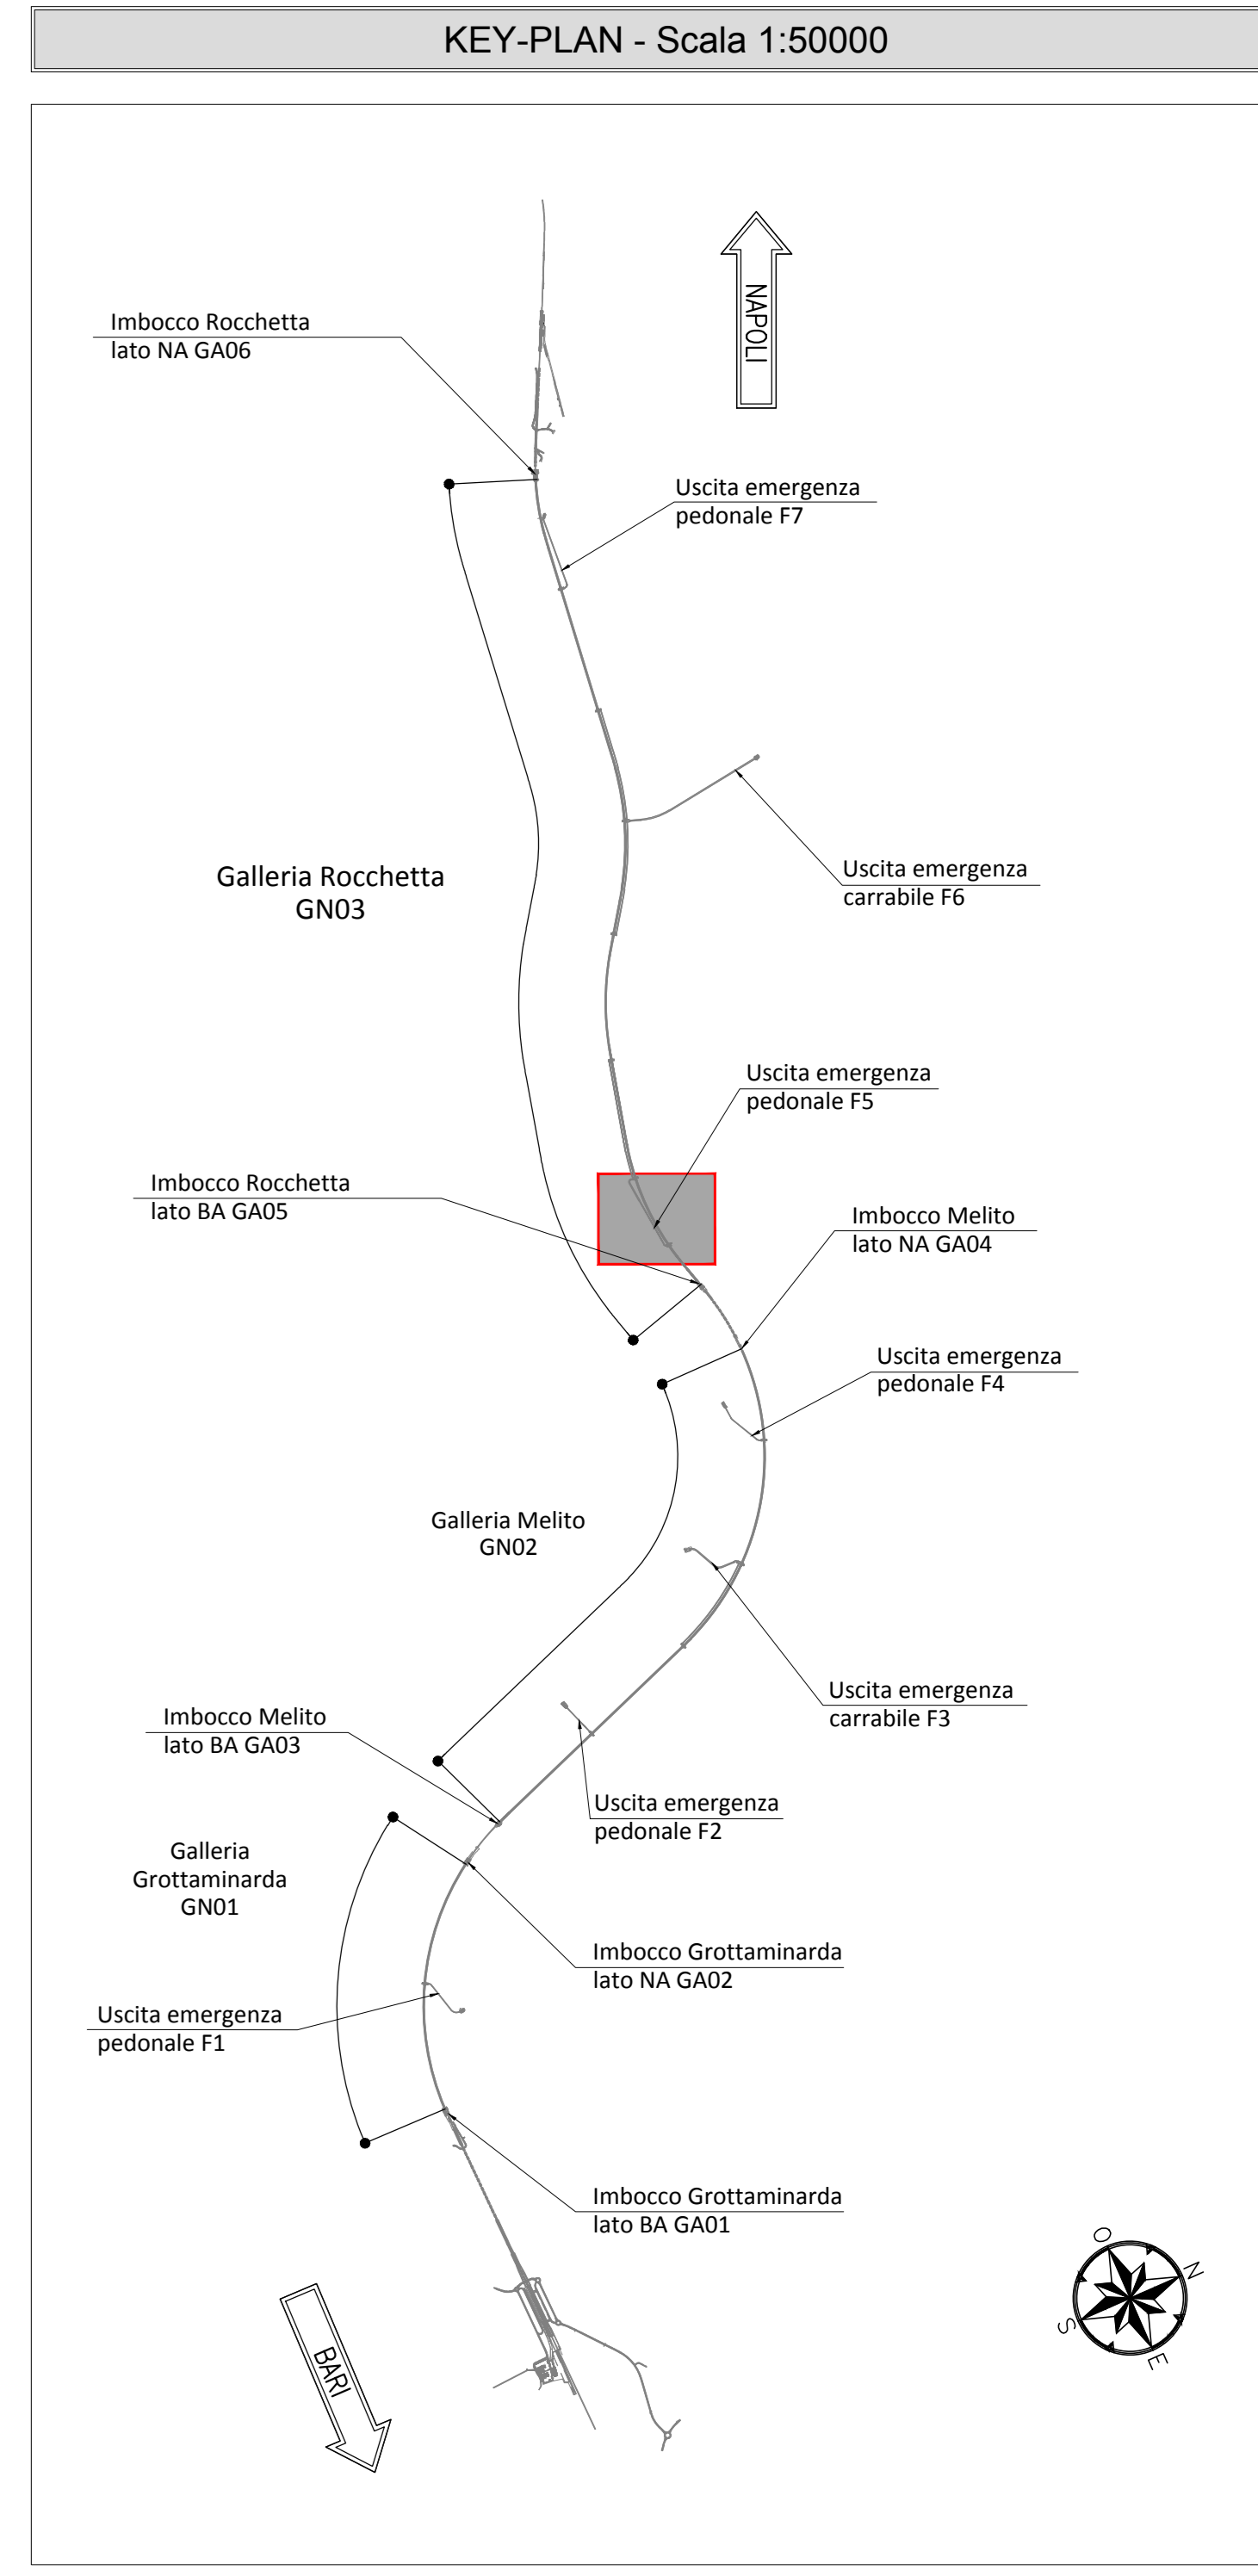 KEY-PLAN - Scala 1:50000
NAPOLI
Imbocco Rocchetta
lato NA GA06
Uscita emergenza
pedonale F7
Uscita emergenza
carrabile F6
Galleria Rocchetta
GN03
Uscita emergenza
pedonale F5
Imbocco Rocchetta
lato BA GA05
Imbocco Melito
lato NA GA04
Uscita emergenza
pedonale F4
Galleria Melito
GN02
Uscita emergenza
carrabile F3
Imbocco Melito
lato BA GA03
Uscita emergenza
pedonale F2
Galleria
Grottaminarda
GN01
Imbocco Grottaminarda
lato NA GA02
Uscita emergenza
pedonale F1
Imbocco Grottaminarda
lato BA GA01
O
N
S
E
BARI